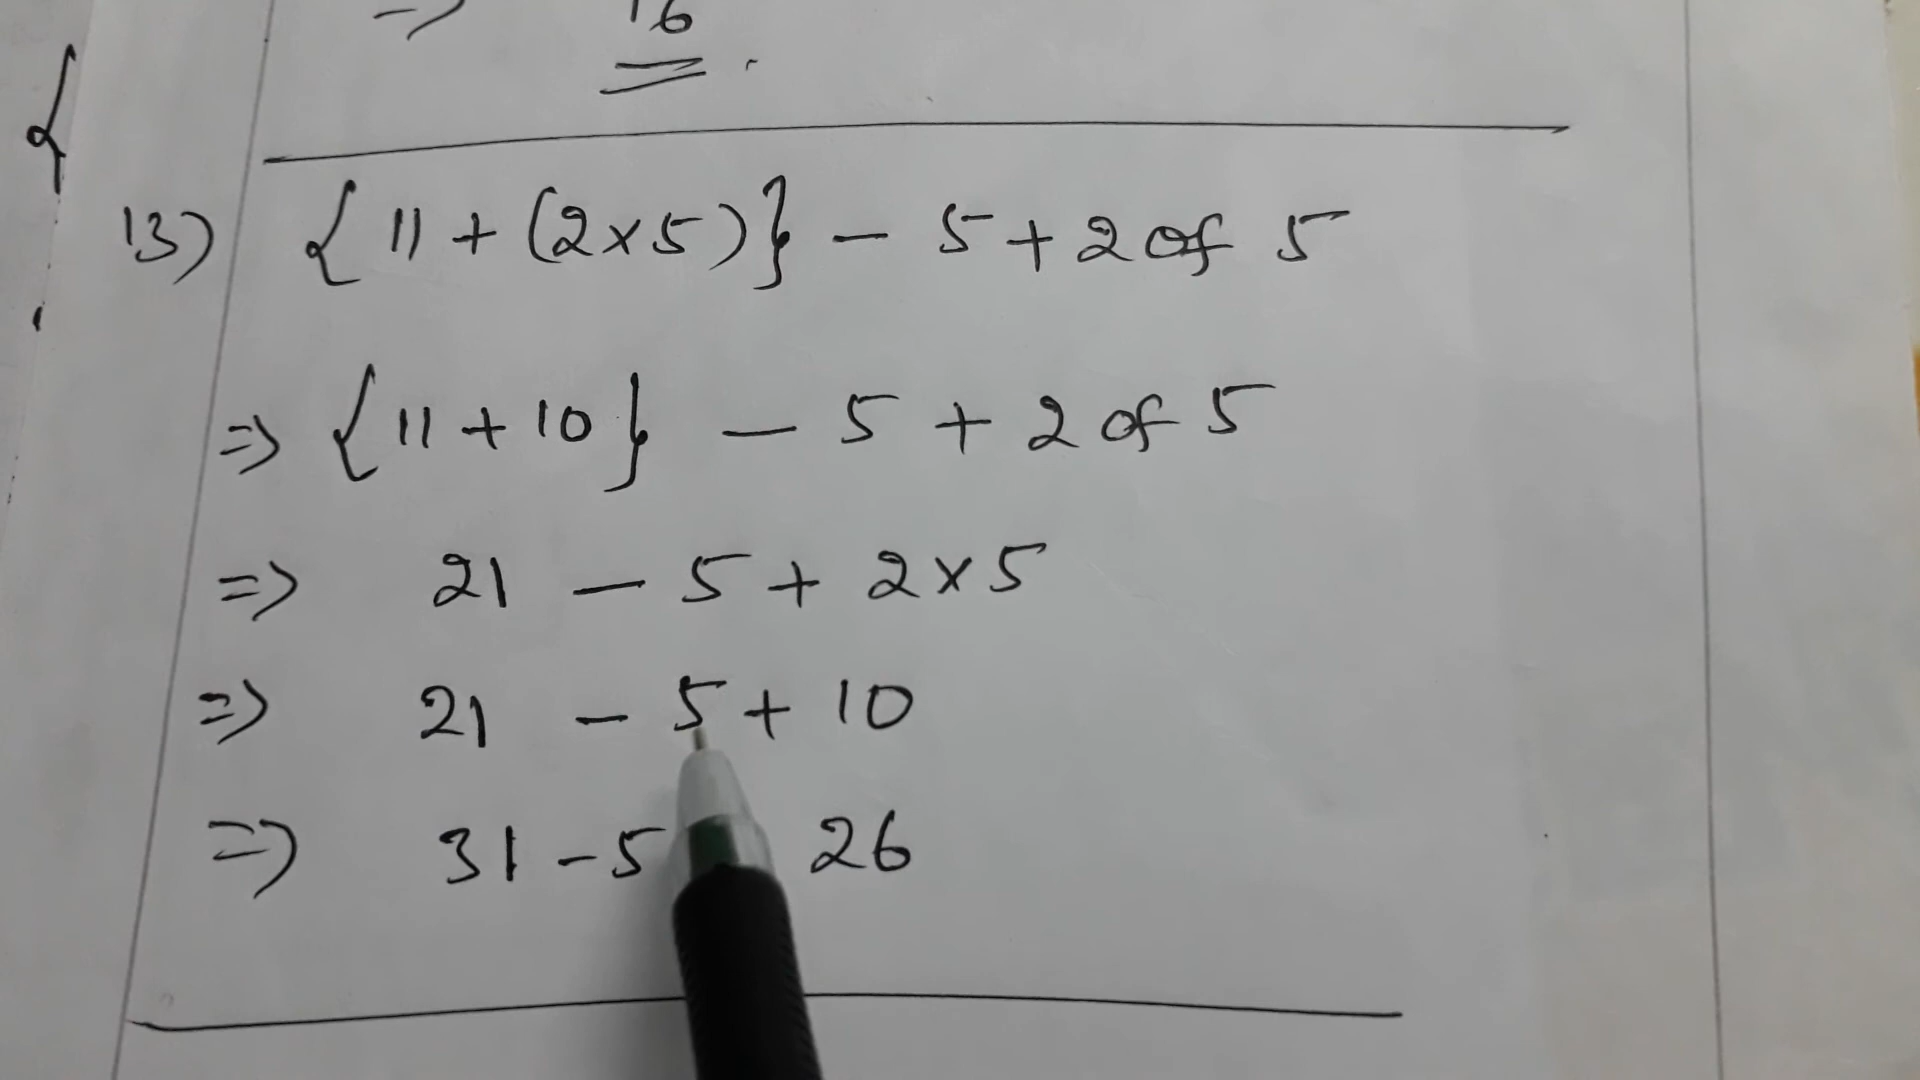 => 16
13) { 11 + (2×5)} - 5 + 2 of 5
=> {11 + 10} - 5 + 2 of 5
=> 21 - 5 + 2×5
=> 21 - 5 + 10
=> 31 - 5 26